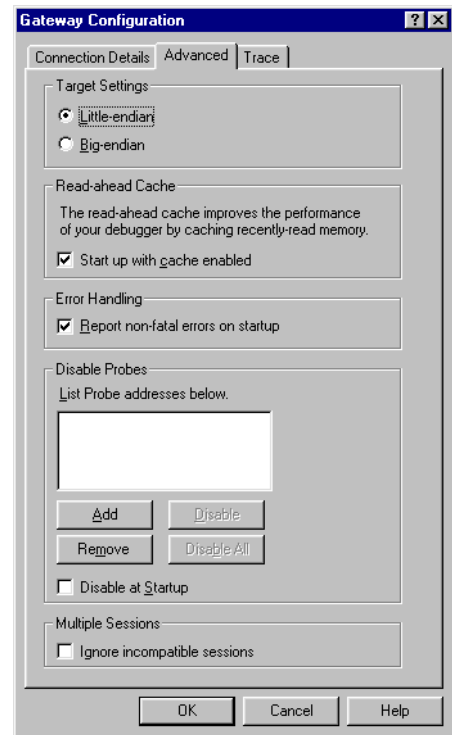 Gateway Configuration
Connection Details Advanced Trace
Target Settings
Little-endian
Big-endian
Read-ahead Cache
The read-ahead cache improves the performance
of your debugger by caching recently-read memory.
Start up with cache enabled
Error Handling
Report non-fatal errors on startup
Disable Probes
List Probe addresses below.
Add Disable
Remove Disable All
Disable at Startup
Multiple Sessions
Ignore incompatible sessions
OK Cancel Help